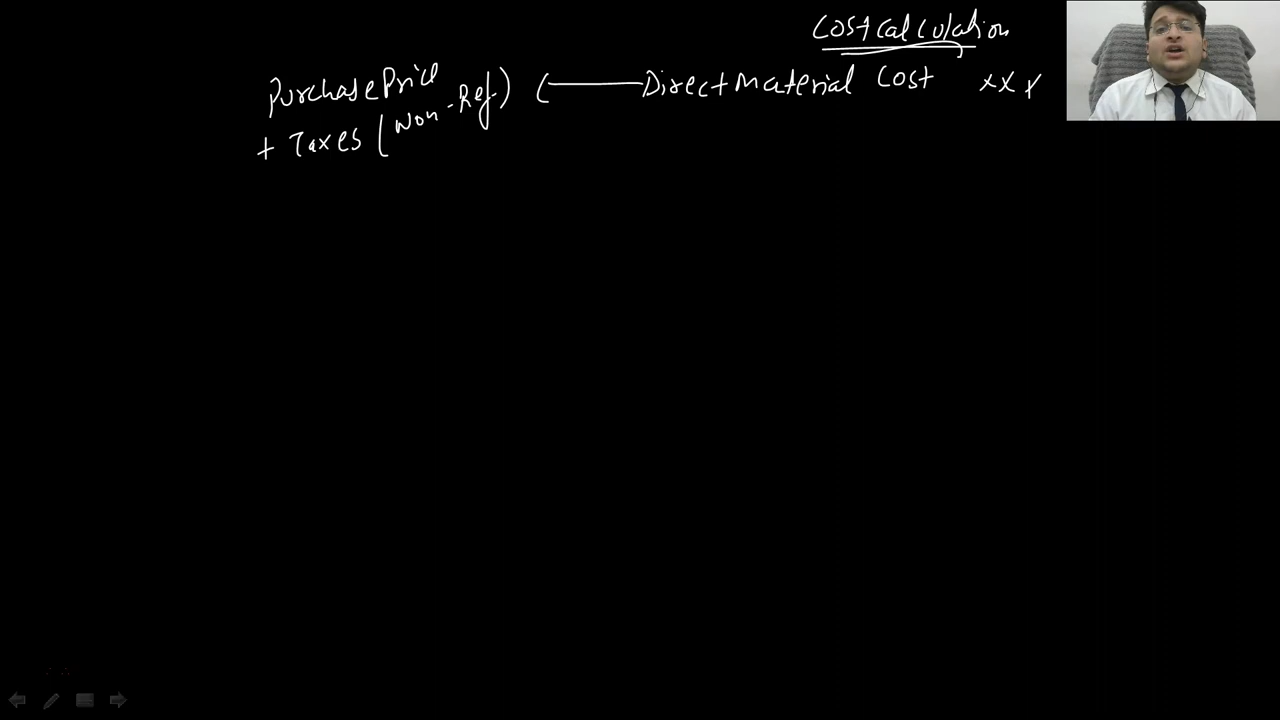 Cost calculation
Purchase Price ( Direct Material Cost xxx
+ Taxes (Non-Ref.)